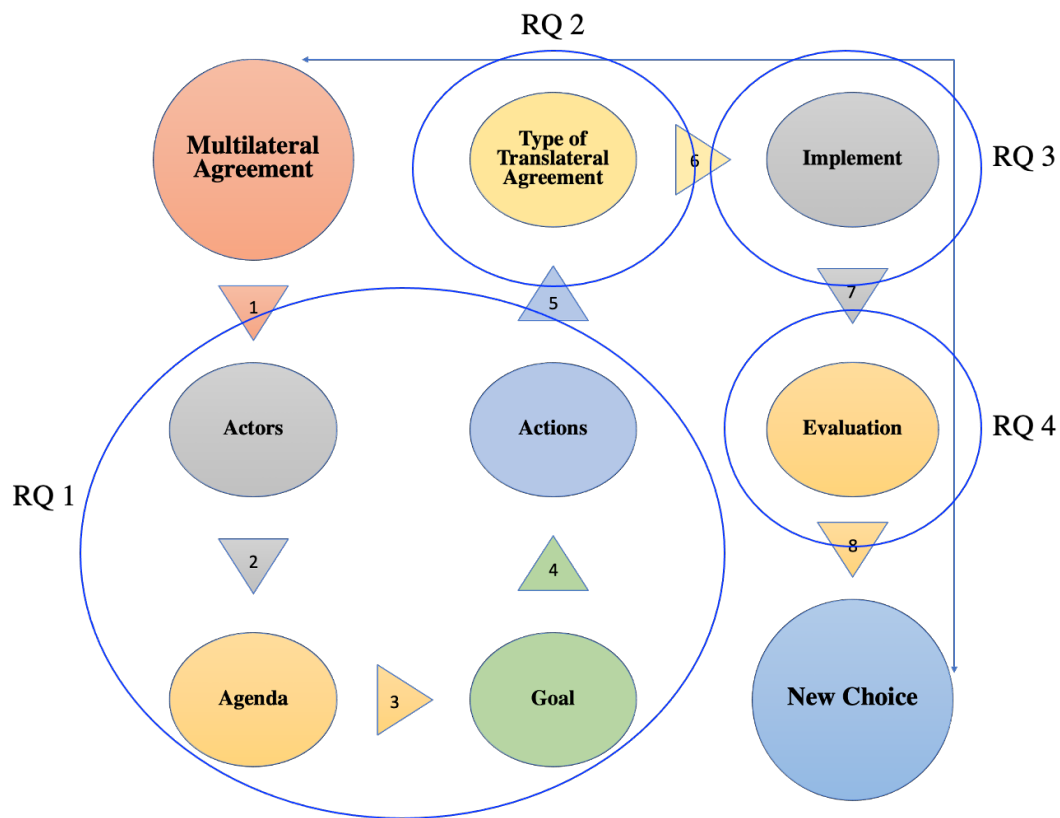 RQ 2
Multilateral
Agreement
Type of
Translateral
Agreement
6
Implement
RQ 3
1
5
7
Actors
Actions
Evaluation
RQ 4
RQ 1
2
4
8
Agenda
3
Goal
New Choice